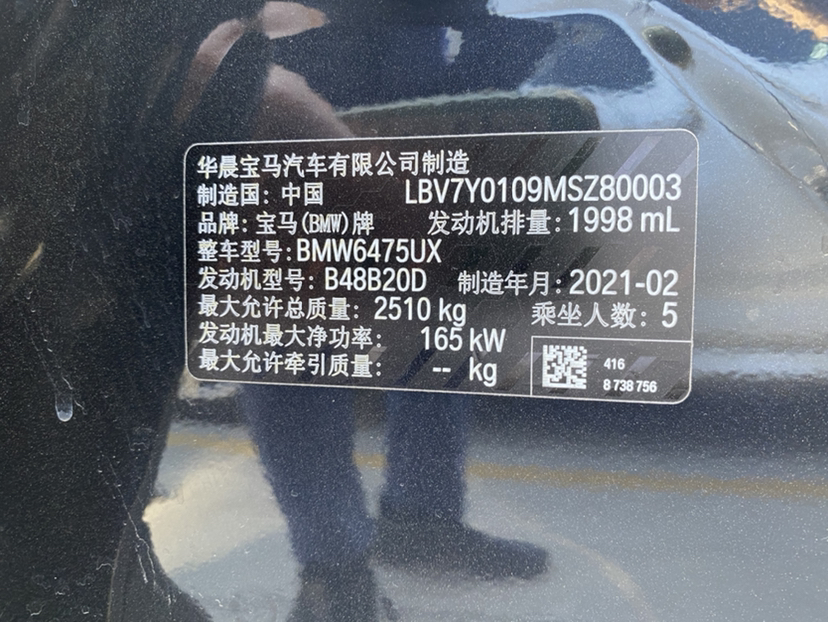 华晨宝马汽车有限公司制造
制造国：中国 LBV7Y0109MSZ80003
品牌：宝马(BMW)牌 发动机排量：1998 mL
整车型号：BMW6475UX
发动机型号：B48B20D 制造年月：2021-02
最大允许总质量：2510 kg 乘坐人数：5
发动机最大净功率：165 kW
最大允许牵引质量：-- kg
416
8 738 756